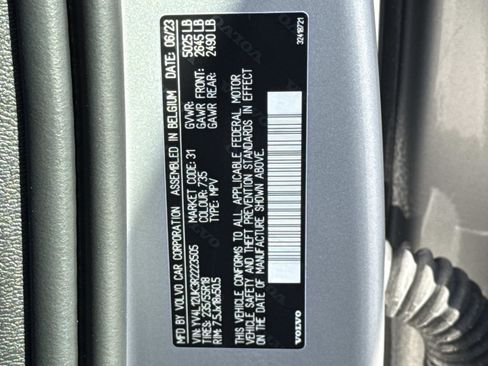 MFD BY VOLVO CAR CORPORATION ASSEMBLED IN BELGIUM DATE: 06/23
VIN: YV4L12UK3R2223505 GVWR: 5025 LB
TIRES: 235/55R18 MARKET CODE: 31 GAWR FRONT: 2645 LB
RIM: 7.5Jx18x50.5 COLOUR: 735 GAWR REAR: 2495 LB
TYPE: MPV
THIS VEHICLE CONFORMS TO ALL APPLICABLE FEDERAL MOTOR
VEHICLE SAFETY AND THEFT PREVENTION STANDARDS IN EFFECT
ON THE DATE OF MANUFACTURE SHOWN ABOVE.
VOLVO
32418721